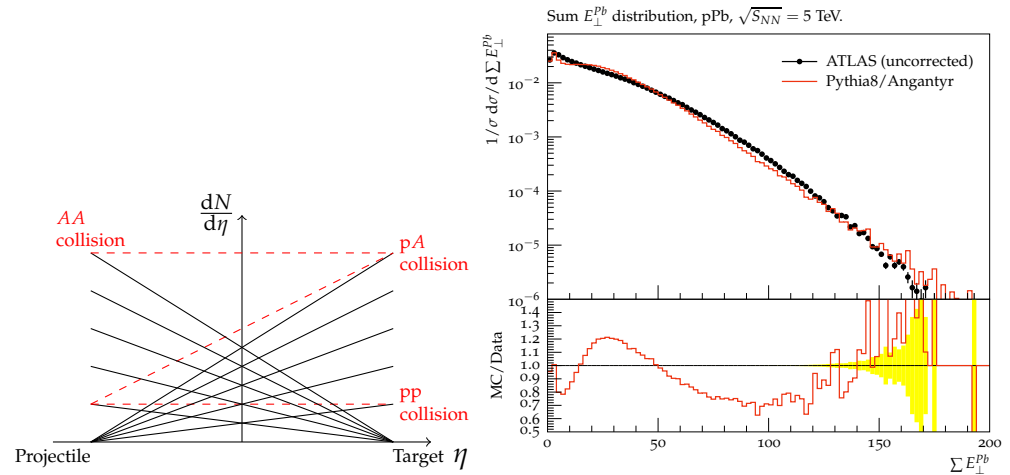 dN
dη
AA
collision
pA
collision
pp
collision
Projectile
Target η
Sum E⊥^Pb distribution, pPb, √S_NN = 5 TeV.
1/σ dσ/d∑E⊥^Pb
ATLAS (uncorrected)
Pythia8/Angantyr
10⁻²
10⁻³
10⁻⁴
10⁻⁵
10⁻⁶
MC/Data
1.4
1.3
1.2
1.1
1.0
0.9
0.8
0.7
0.6
0.5
0 50 100 150 200
∑E⊥^Pb